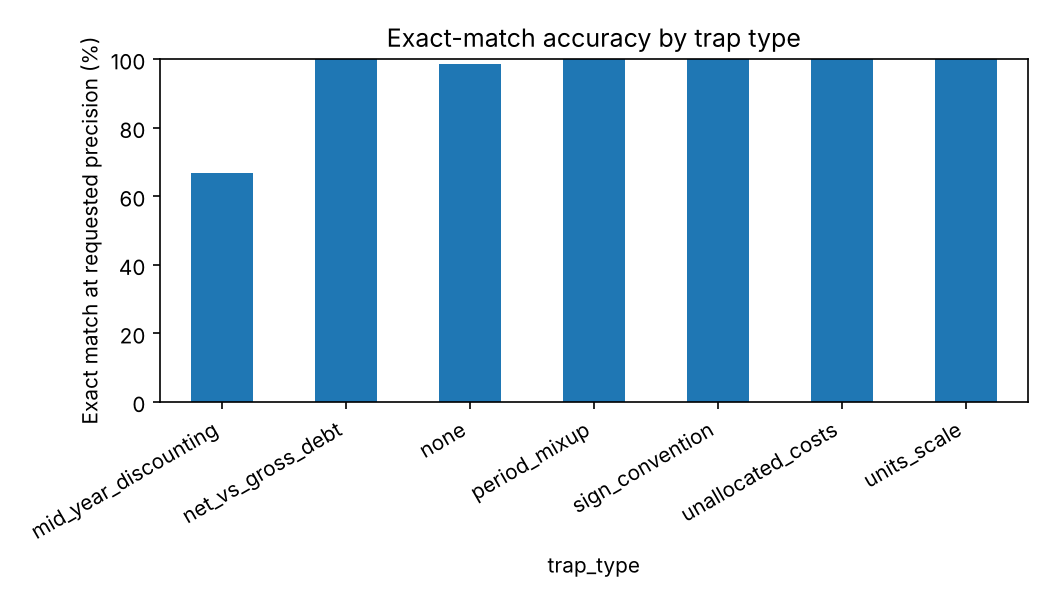 Exact-match accuracy by trap type
Exact match at requested precision (%)
100
80
60
40
20
0
mid_year_discounting
net_vs_gross_debt
none
period_mixup
sign_convention
unallocated_costs
units_scale
trap_type